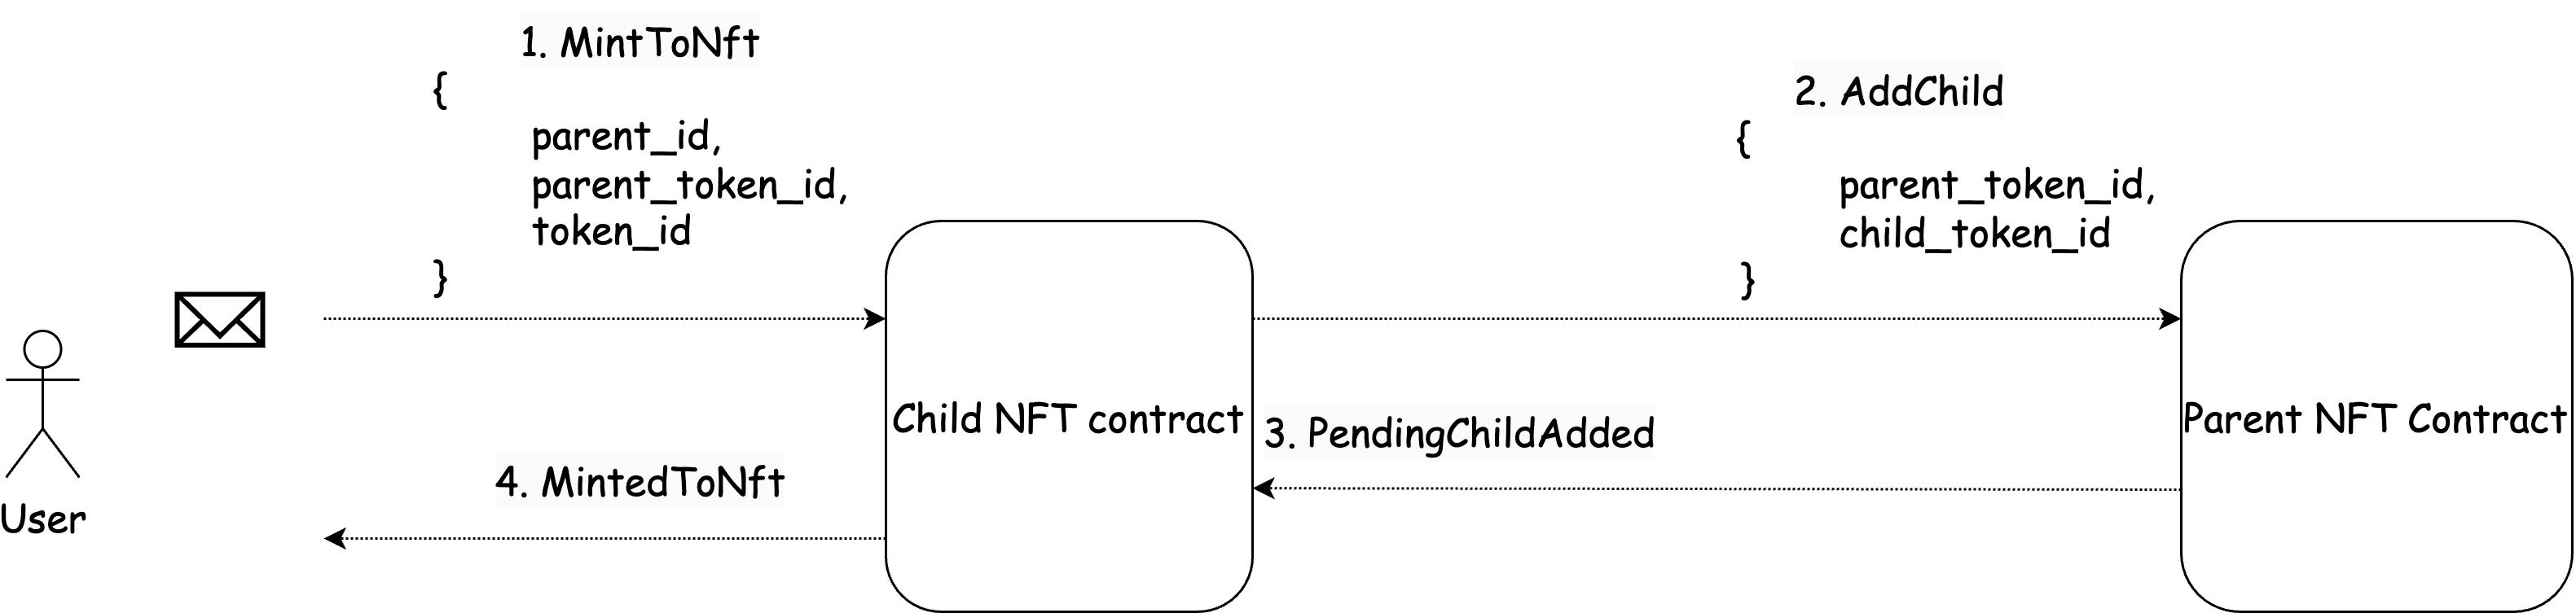 1. MintToNft
{
parent_id,
parent_token_id,
token_id
}
2. AddChild
{
parent_token_id,
child_token_id
}
User
Child NFT contract
3. PendingChildAdded
4. MintedToNft
Parent NFT Contract